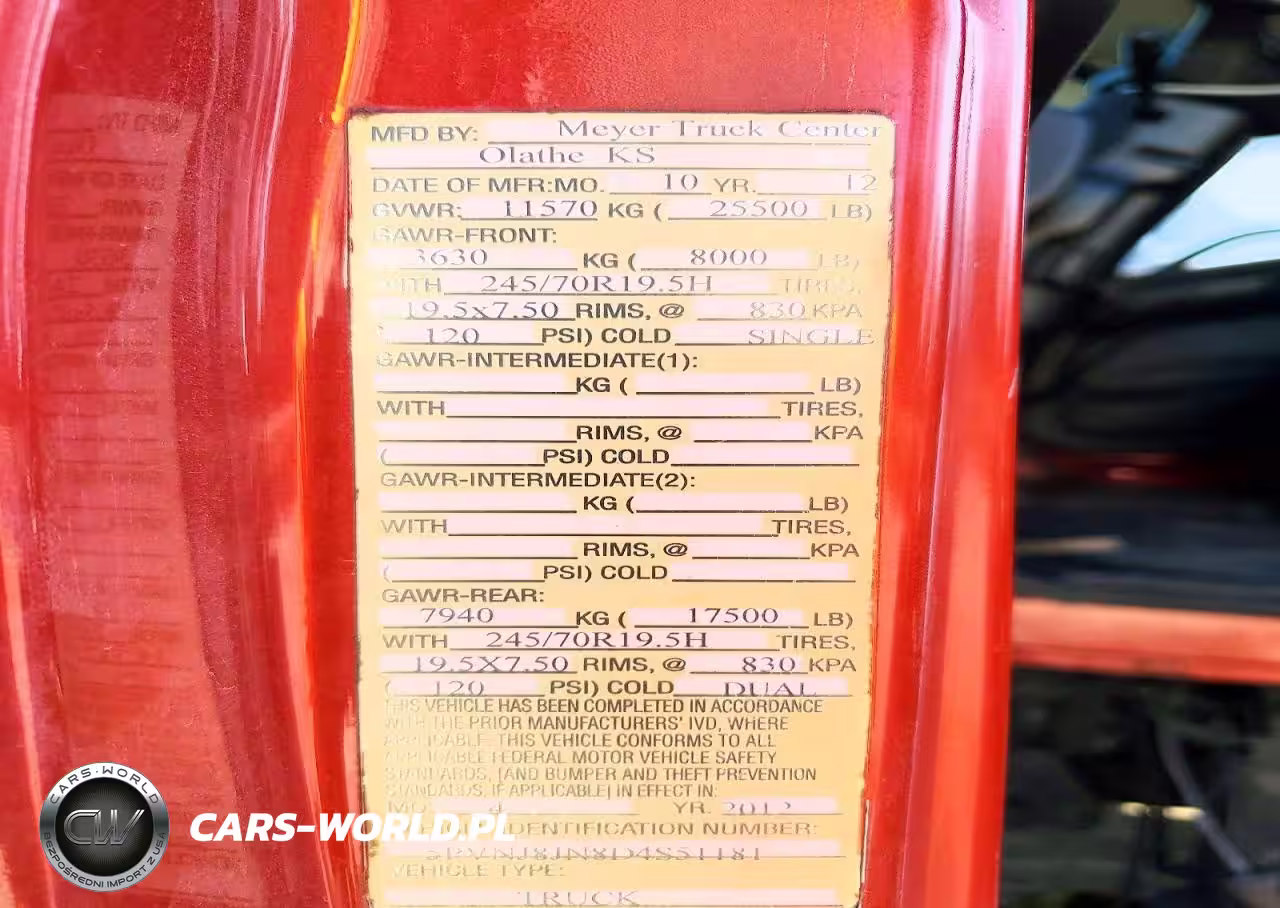 MFD BY: Meyer Truck Center
Olathe KS
DATE OF MFR:MO. 10 YR. 12
GVWR: 11570 KG ( 25500 LB)
GAWR-FRONT:
3630 KG ( 8000 LB)
WITH 245/70R19.5H TIRES,
19.5x7.50 RIMS, @ 830 KPA
( 120 PSI) COLD SINGLE
GAWR-INTERMEDIATE(1):
KG ( LB)
WITH TIRES,
RIMS, @ KPA
( PSI) COLD
GAWR-INTERMEDIATE(2):
KG ( LB)
WITH TIRES,
RIMS, @ KPA
( PSI) COLD
GAWR-REAR:
7940 KG ( 17500 LB)
WITH 245/70R19.5H TIRES,
19.5X7.50 RIMS, @ 830 KPA
( 120 PSI) COLD DUAL
THIS VEHICLE HAS BEEN COMPLETED IN ACCORDANCE
WITH THE PRIOR MANUFACTURERS' IVD, WHERE
APPLICABLE. THIS VEHICLE CONFORMS TO ALL
APPLICABLE FEDERAL MOTOR VEHICLE SAFETY
STANDARDS, [AND BUMPER AND THEFT PREVENTION
STANDARDS, IF APPLICABLE] IN EFFECT IN:
MO. 4 YR. 2012
IDENTIFICATION NUMBER:
VEHICLE TYPE:
TRUCK
CARS-WORLD
CW
BEZPOŚREDNI IMPORT Z USA
CARS-WORLD.PL